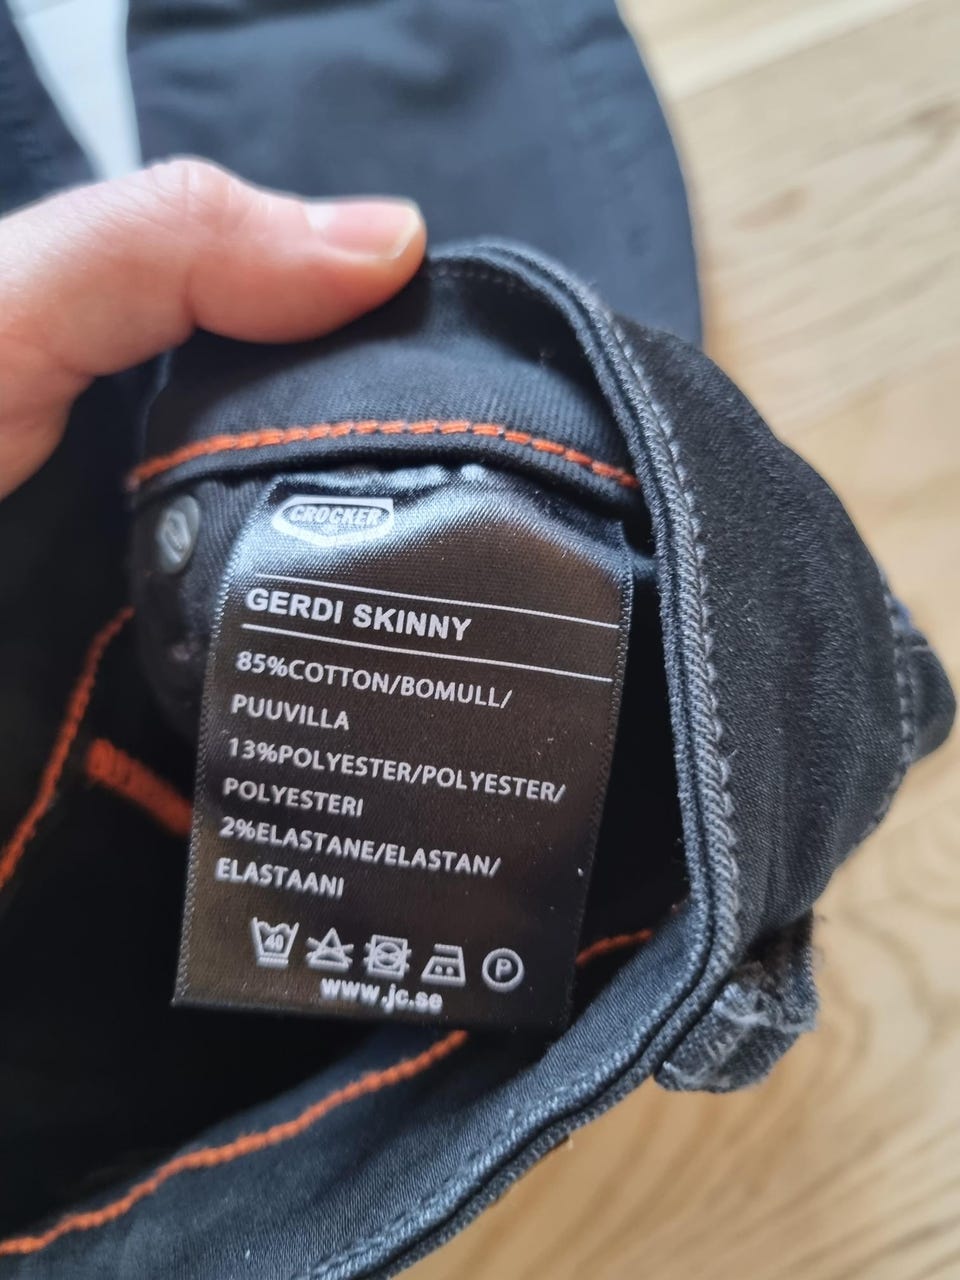 CROCKER
GERDI SKINNY
85%COTTON/BOMULL/
PUUVILLA
13%POLYESTER/POLYESTER/
POLYESTERI
2%ELASTANE/ELASTAN/
ELASTAANI
40
P
www.jc.se